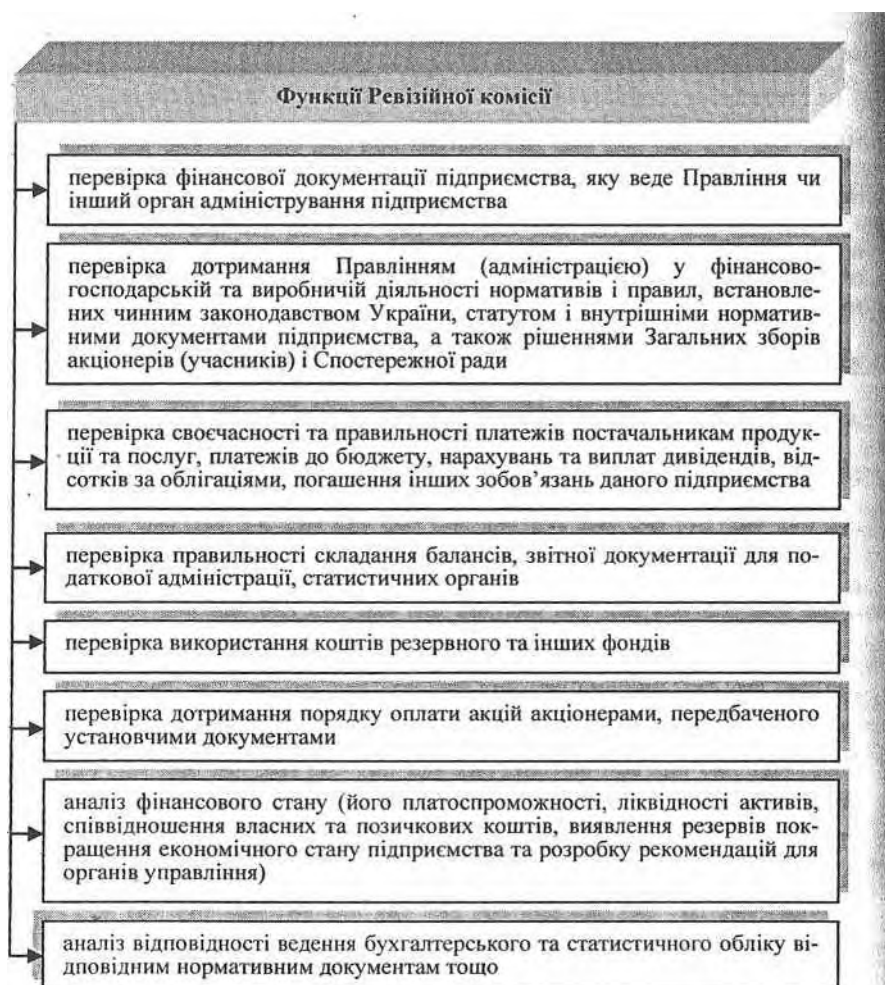 Функції Ревізійної комісії
перевірка фінансової документації підприємства, яку веде Правління чи
інший орган адміністрування підприємства
перевірка дотримання Правлінням (адміністрацією) у фінансово-
господарській та виробничій діяльності нормативів і правил, встановле-
них чинним законодавством України, статутом і внутрішніми норматив-
ними документами підприємства, а також рішеннями Загальних зборів
акціонерів (учасників) і Спостережної ради
перевірка своєчасності та правильності платежів постачальникам продук-
ції та послуг, платежів до бюджету, нарахувань та виплат дивідендів, від-
сотків за облігаціями, погашення інших зобов’язань даного підприємства
перевірка правильності складання балансів, звітної документації для по-
даткової адміністрації, статистичних органів
перевірка використання коштів резервного та інших фондів
перевірка дотримання порядку оплати акцій акціонерами, передбаченого
установчими документами
аналіз фінансового стану (його платоспроможності, ліквідності активів,
співвідношення власних та позичкових коштів, виявлення резервів пок-
ращення економічного стану підприємства та розробку рекомендацій для
органів управління)
аналіз відповідності ведення бухгалтерського та статистичного обліку ві-
дповідним нормативним документам тощо